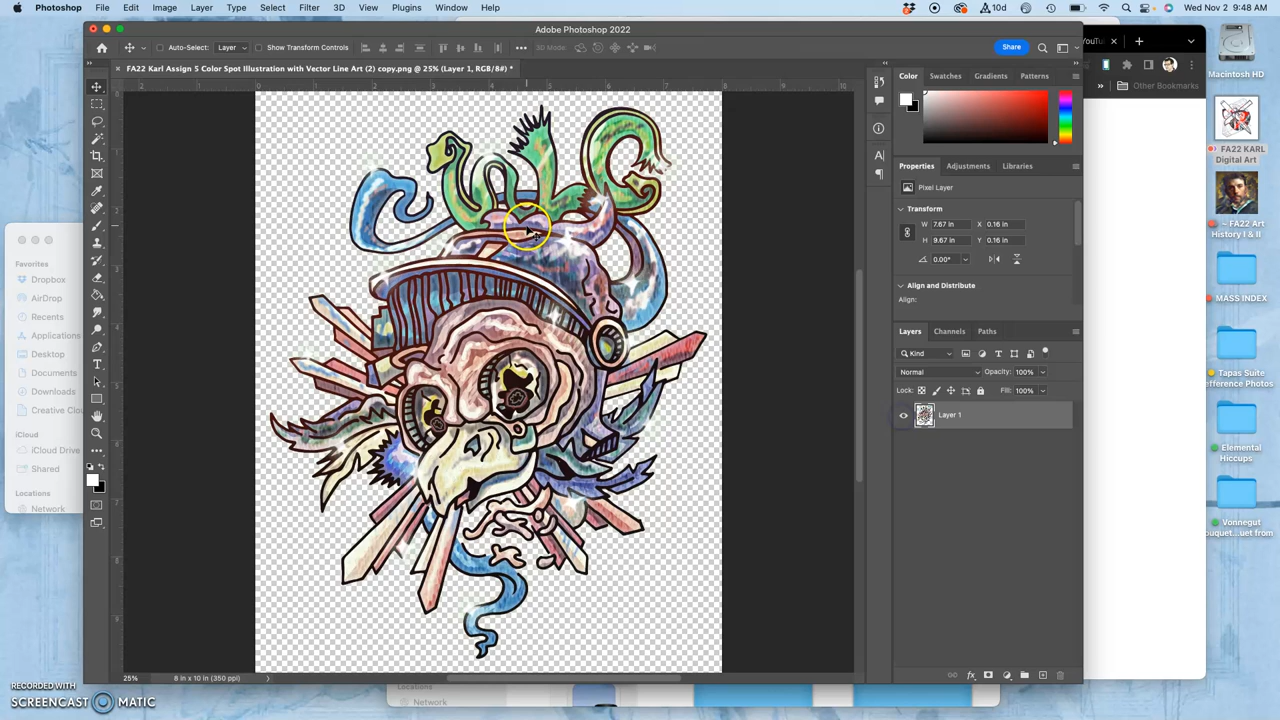 Photoshop File Edit Image Layer Type Select Filter 3D View Plugins Window Help 10d Wed Nov 2 9:48 AM
Adobe Photoshop 2022
Auto-Select: Layer Show Transform Controls 3D Mode: Share
FA22 Karl Assign 5 Color Spot Illustration with Vector Line Art (2) copy.png @ 25% (Layer 1, RGB/8#) *
Other Bookmarks
Macintosh HD
Color Swatches Gradients Patterns
FA22 KARL
Digital Art
Properties Adjustments Libraries
Pixel Layer
Transform
W 7.67 in X 0.16 in
H 9.67 in Y 0.16 in
0.00°
~ FA22 Art
History I & II
Align and Distribute
Align:
MASS INDEX
Layers Channels Paths
Kind
Normal Opacity: 100%
Lock: Fill: 100%
Layer 1
Elemental
Hiccups
Vonnegut
Favorites
Dropbox
AirDrop
Recents
Applications
Desktop
Documents
Downloads
Creative Clo
iCloud
iCloud Drive
Shared
Locations
Network
25% 8 in x 10 in (350 ppi)
Locations
Network
RECORDED WITH
SCREENCAST MATIC